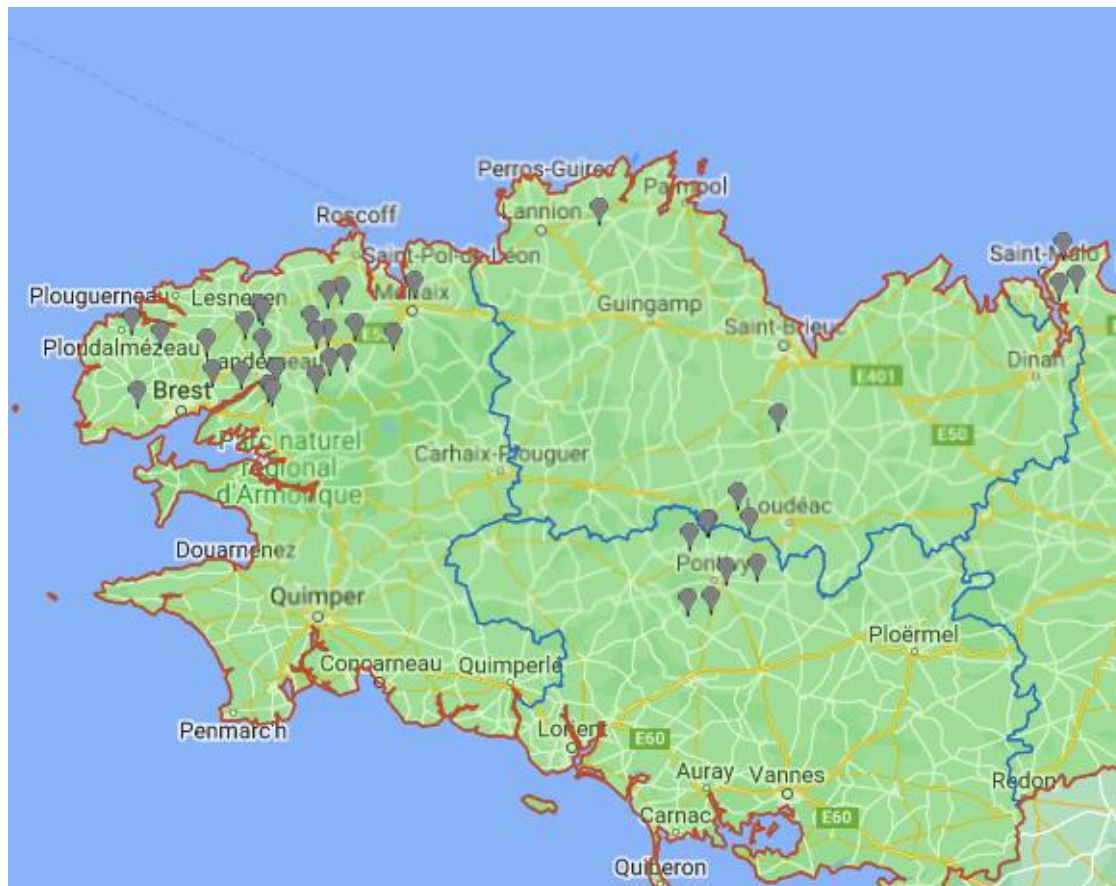 Perros-Guirec
Paimpol
Roscoff
Lannion
Saint-Pol-de-Léon
Saint-Malo
Plouguerneau
Lesneven
Morlaix
Guingamp
Saint-Brieuc
Ploudalmézeau
Landerneau
E50
Dinan
Brest
E401
Parc naturel
régional
d'Armorique
Carhaix-Plouguer
E50
Loudéac
Douarnenez
Pontivy
Quimper
Ploërmel
Concarneau
Quimperlé
Penmarc'h
Lorient
E60
Auray
Vannes
Redon
Carnac
E60
Quiberon